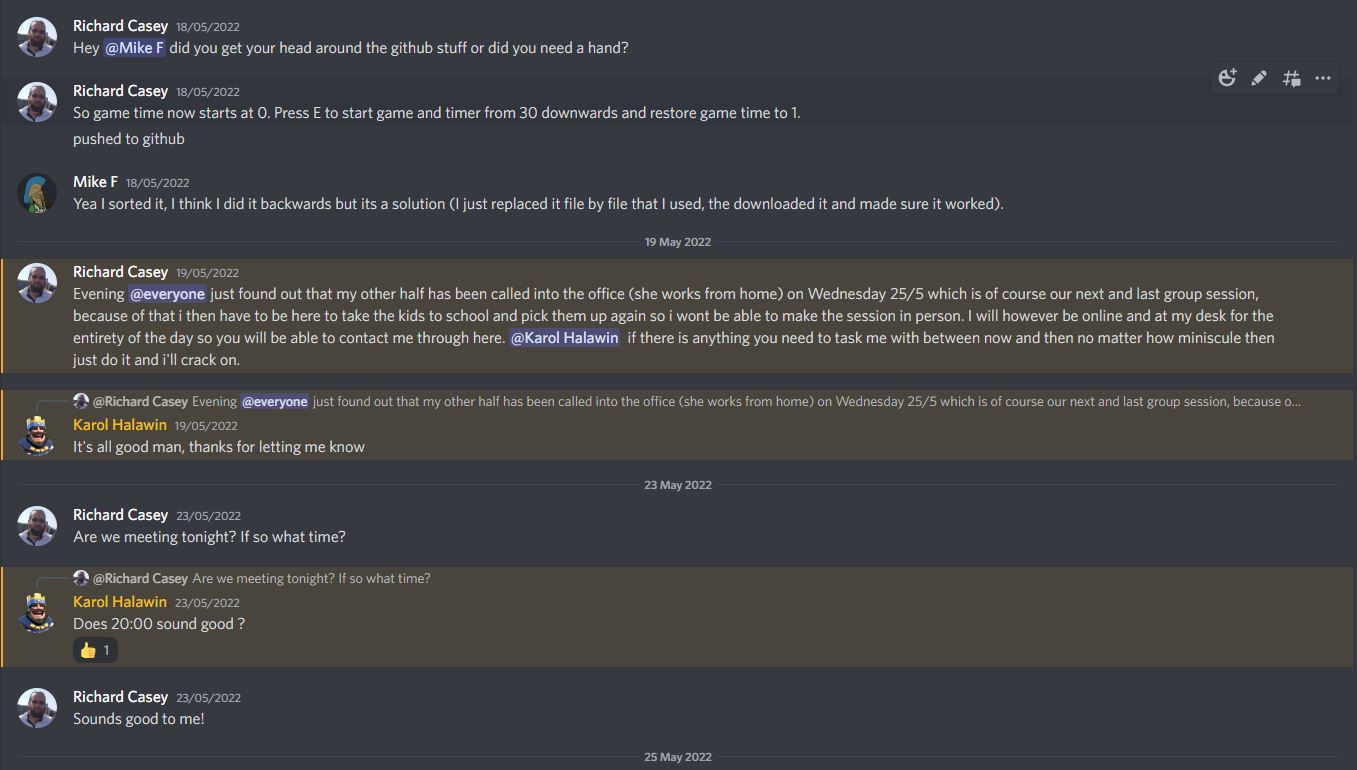 Richard Casey 18/05/2022
Hey @Mike F did you get your head around the github stuff or did you need a hand?
Richard Casey 18/05/2022
So game time now starts at 0. Press E to start game and timer from 30 downwards and restore game time to 1.
pushed to github
Mike F 18/05/2022
Yea I sorted it, I think I did it backwards but its a solution (I just replaced it file by file that I used, the downloaded it and made sure it worked).
19 May 2022
Richard Casey 19/05/2022
Evening @everyone just found out that my other half has been called into the office (she works from home) on Wednesday 25/5 which is of course our next and last group session,
because of that i then have to be here to take the kids to school and pick them up again so i wont be able to make the session in person. I will however be online and at my desk for the
entirety of the day so you will be able to contact me through here. @Karol Halawin if there is anything you need to task me with between now and then no matter how miniscule then
just do it and i'll crack on.
@Richard Casey Evening @everyone just found out that my other half has been called into the office (she works from home) on Wednesday 25/5 which is of course our next and last group session, because o...
Karol Halawin 19/05/2022
It's all good man, thanks for letting me know
23 May 2022
Richard Casey 23/05/2022
Are we meeting tonight? If so what time?
@Richard Casey Are we meeting tonight? If so what time?
Karol Halawin 23/05/2022
Does 20:00 sound good ?
👍 1
Richard Casey 23/05/2022
Sounds good to me!
25 May 2022